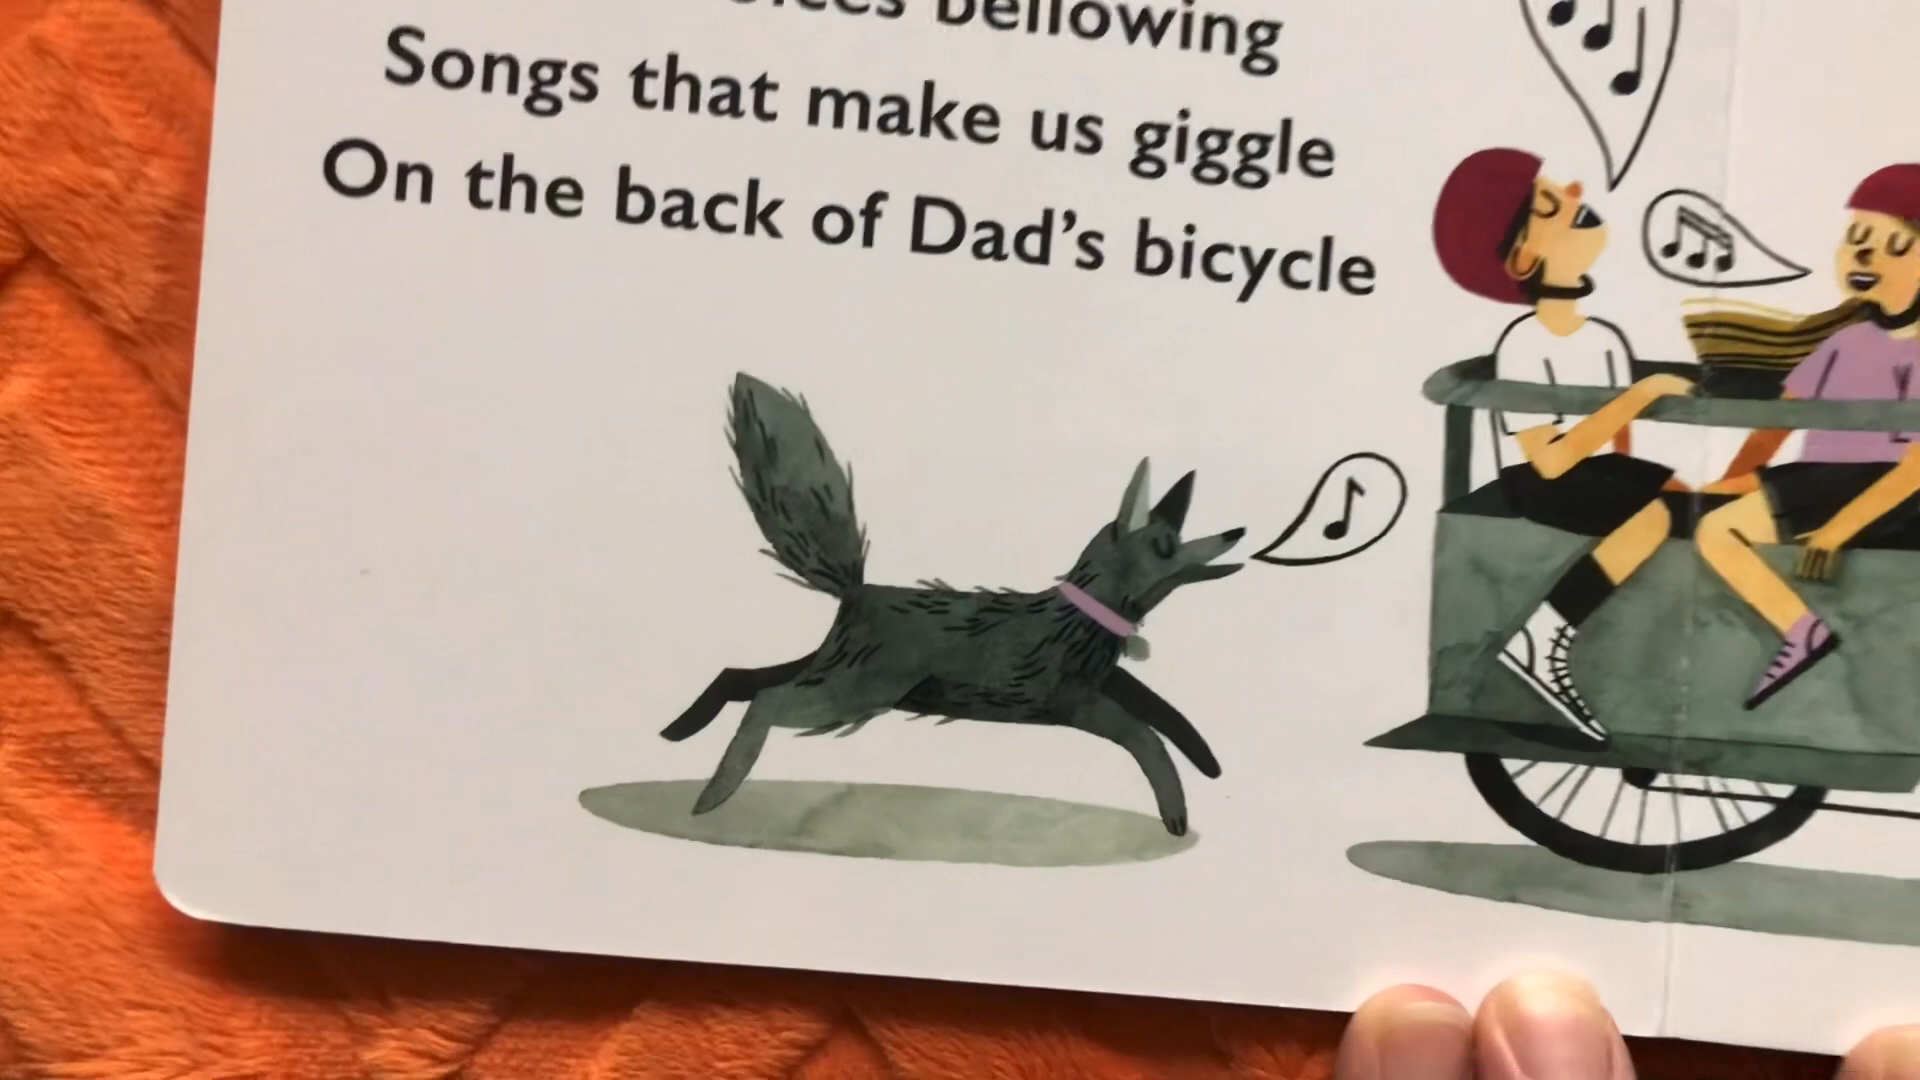 bellowing
Songs that make us giggle
On the back of Dad's bicycle